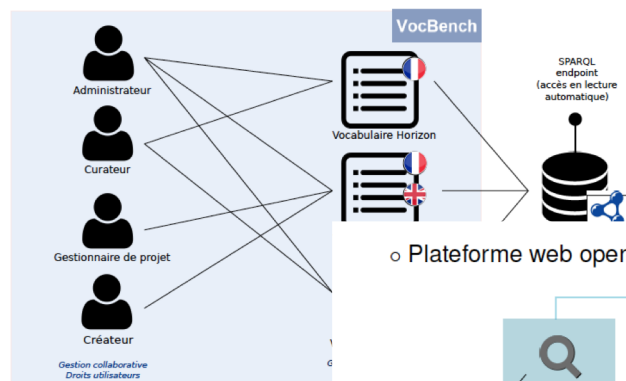 VocBench
Administrateur
Curateur
Gestionnaire de projet
Créateur
Gestion collaborative
Droits utilisateurs
Vocabulaire Horizon
SPARQL
endpoint
(accès en lecture
automatique)
○ Plateforme web oper